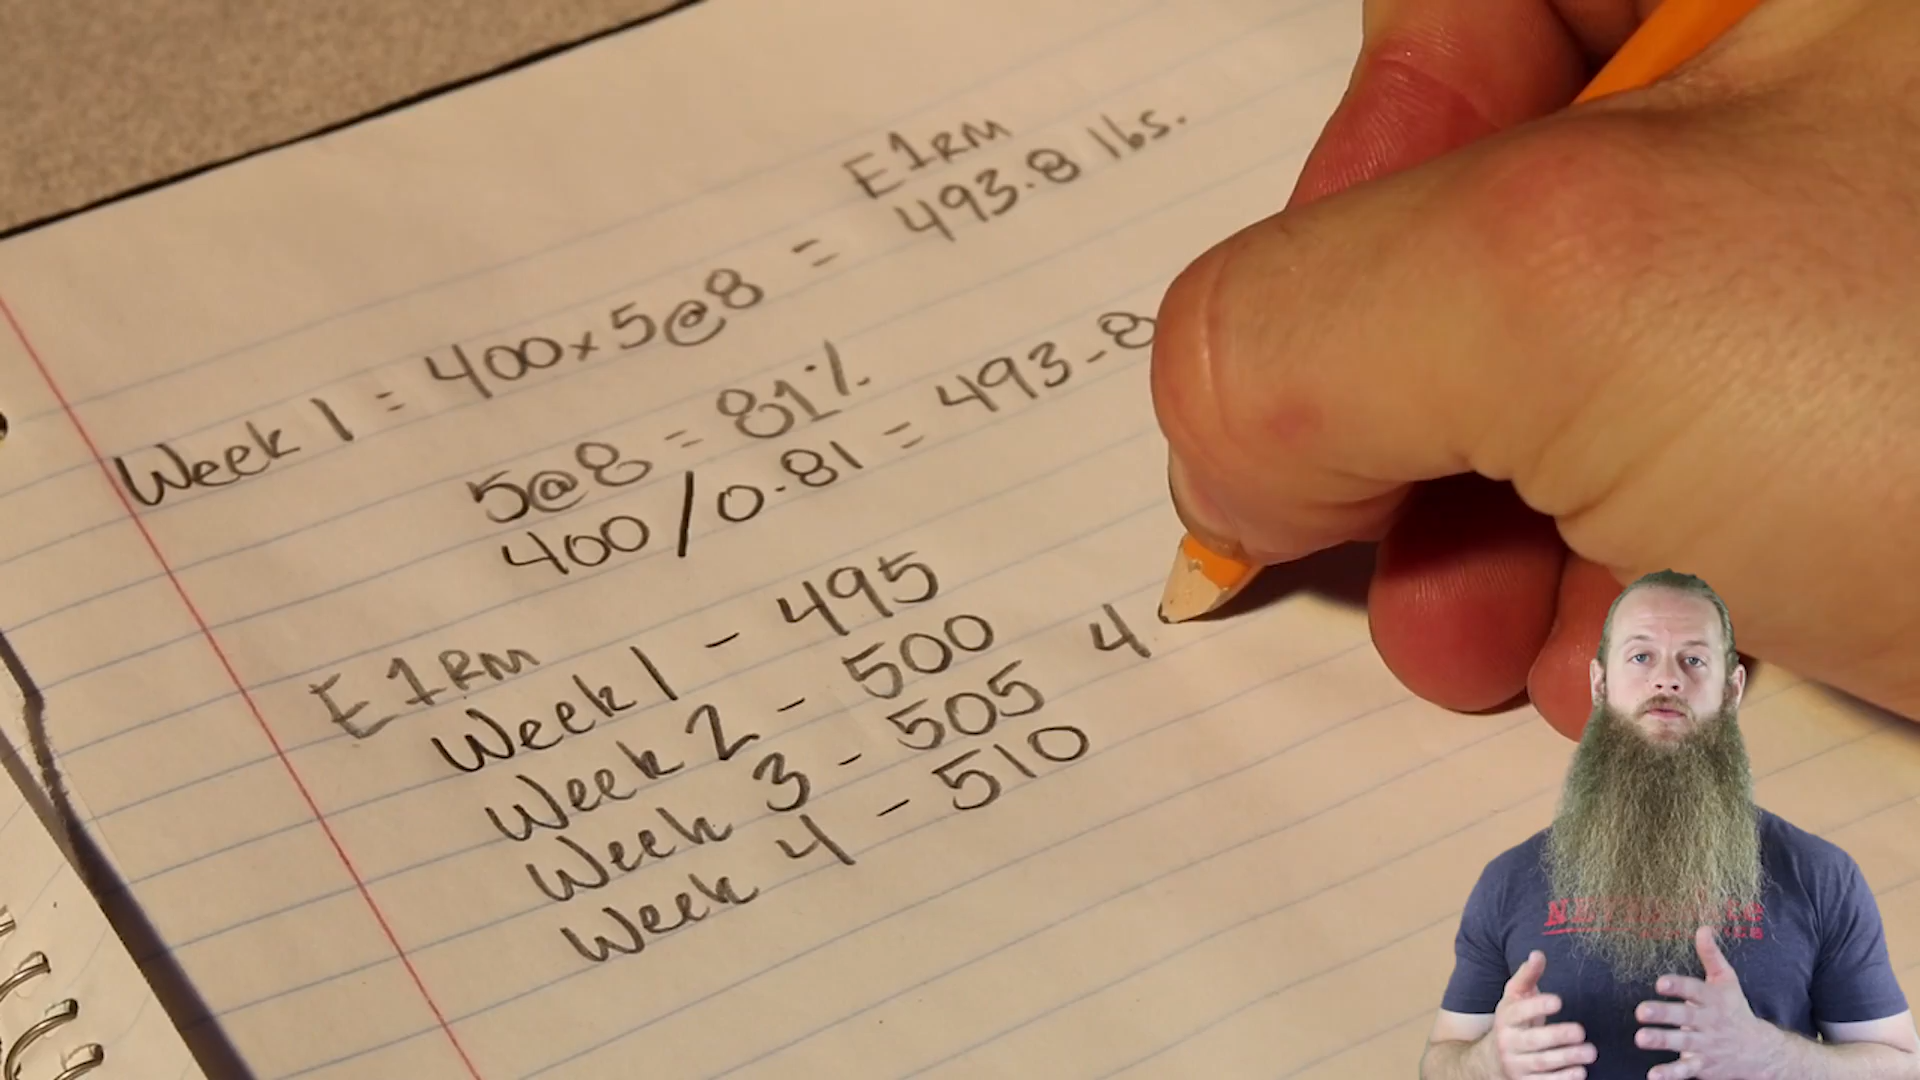 E1RM
Week 1 = 400x5@8 = 493.8 lbs.
5@8 = 81%
400/0.81 = 493.8
E1RM
Week 1 - 495
Week 2 - 500
Week 3 - 505
Week 4 - 510
4